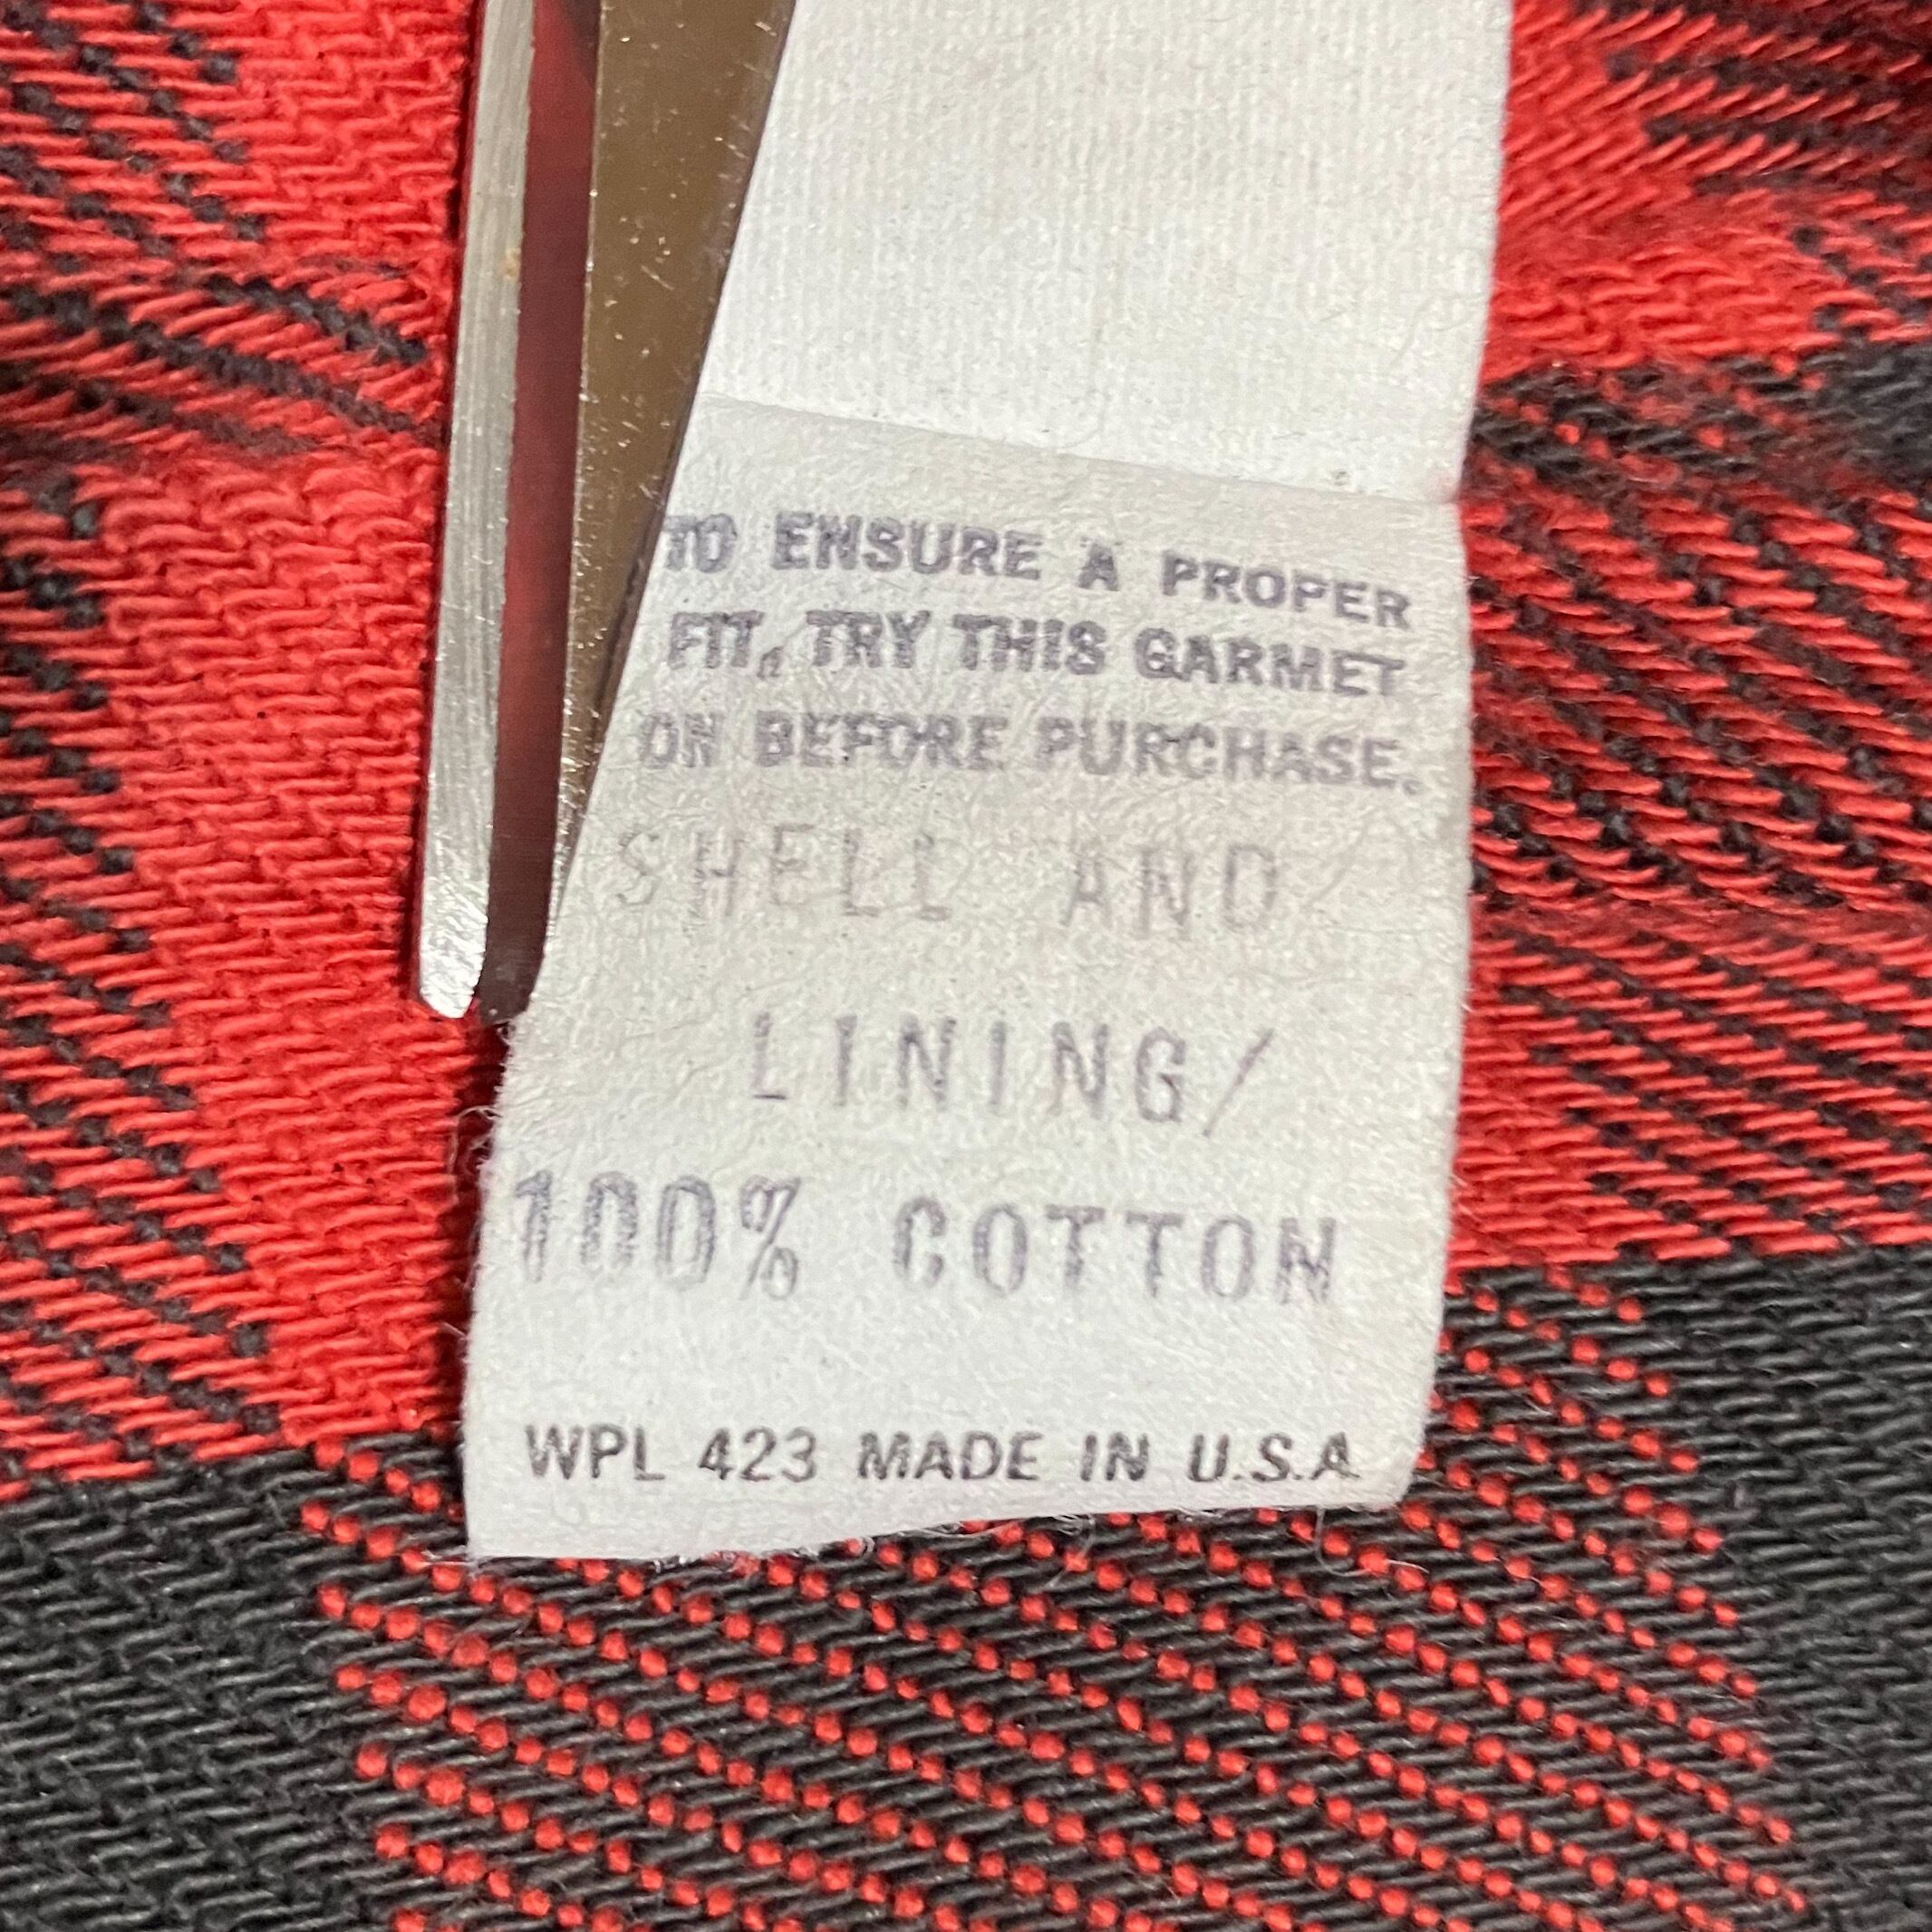 TO ENSURE A PROPER
FIT, TRY THIS GARMET
ON BEFORE PURCHASE.
SHELL AND
LINING/
100% COTTON
WPL 423 MADE IN U.S.A